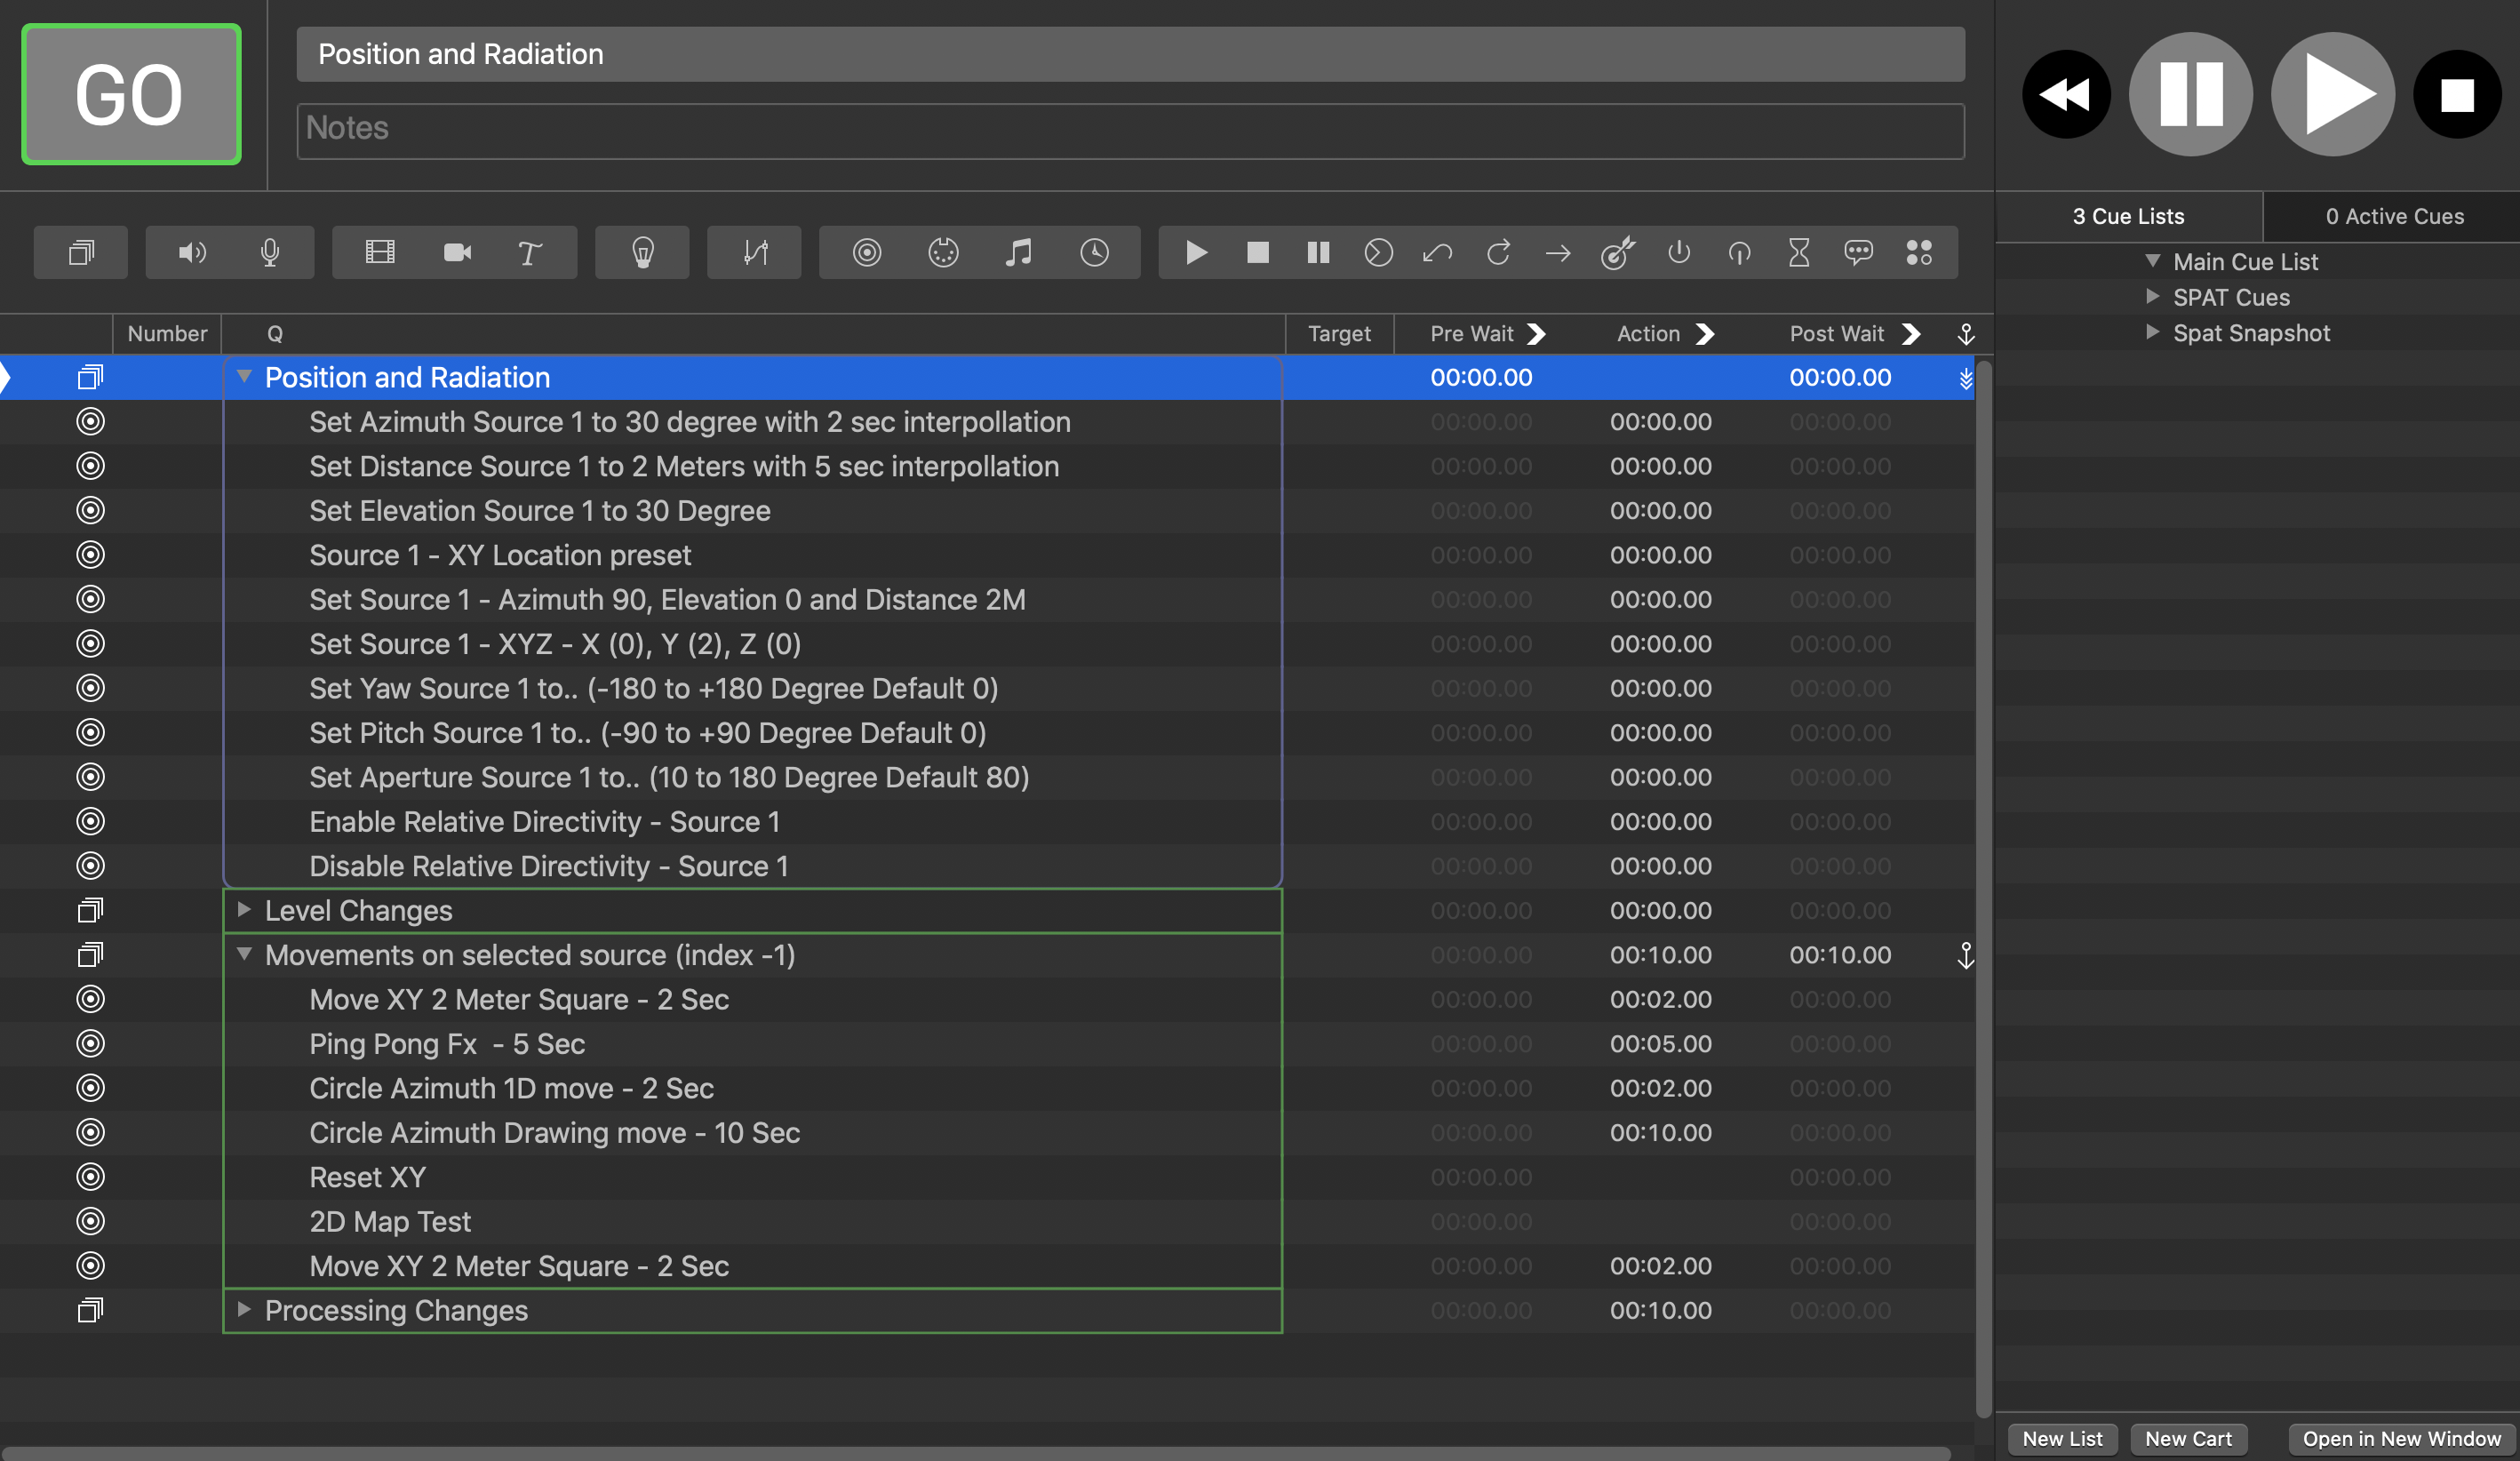 GO
Position and Radiation
Notes
3 Cue Lists 0 Active Cues
Main Cue List
SPAT Cues
Spat Snapshot
Number Q Target Pre Wait Action Post Wait
Position and Radiation 00:00.00 00:00.00
Set Azimuth Source 1 to 30 degree with 2 sec interpollation 00:00.00 00:00.00 00:00.00
Set Distance Source 1 to 2 Meters with 5 sec interpollation 00:00.00 00:00.00 00:00.00
Set Elevation Source 1 to 30 Degree 00:00.00 00:00.00 00:00.00
Source 1 - XY Location preset 00:00.00 00:00.00 00:00.00
Set Source 1 - Azimuth 90, Elevation 0 and Distance 2M 00:00.00 00:00.00 00:00.00
Set Source 1 - XYZ - X (0), Y (2), Z (0) 00:00.00 00:00.00 00:00.00
Set Yaw Source 1 to.. (-180 to +180 Degree Default 0) 00:00.00 00:00.00 00:00.00
Set Pitch Source 1 to.. (-90 to +90 Degree Default 0) 00:00.00 00:00.00 00:00.00
Set Aperture Source 1 to.. (10 to 180 Degree Default 80) 00:00.00 00:00.00 00:00.00
Enable Relative Directivity - Source 1 00:00.00 00:00.00 00:00.00
Disable Relative Directivity - Source 1 00:00.00 00:00.00 00:00.00
Level Changes 00:00.00 00:00.00 00:00.00
Movements on selected source (index -1) 00:00.00 00:10.00 00:10.00
Move XY 2 Meter Square - 2 Sec 00:00.00 00:02.00 00:00.00
Ping Pong Fx  - 5 Sec 00:00.00 00:05.00 00:00.00
Circle Azimuth 1D move - 2 Sec 00:00.00 00:02.00 00:00.00
Circle Azimuth Drawing move - 10 Sec 00:00.00 00:10.00 00:00.00
Reset XY 00:00.00 00:00.00
2D Map Test 00:00.00 00:00.00
Move XY 2 Meter Square - 2 Sec 00:00.00 00:02.00 00:00.00
Processing Changes 00:00.00 00:10.00 00:00.00
New List New Cart Open in New Window